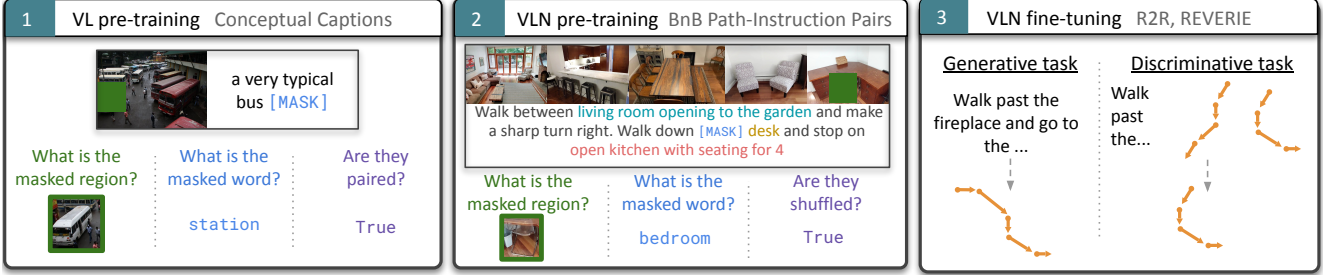 1 VL pre-training Conceptual Captions
a very typical
bus [MASK]
What is the
masked region?
What is the
masked word?
station
Are they
paired?
True
2 VLN pre-training BnB Path-Instruction Pairs
Walk between living room opening to the garden and make
a sharp turn right. Walk down [MASK] desk and stop on
open kitchen with seating for 4
What is the
masked region?
What is the
masked word?
bedroom
Are they
shuffled?
True
3 VLN fine-tuning R2R, REVERIE
Generative task
Walk past the
fireplace and go to
the ...
Discriminative task
Walk
past
the...